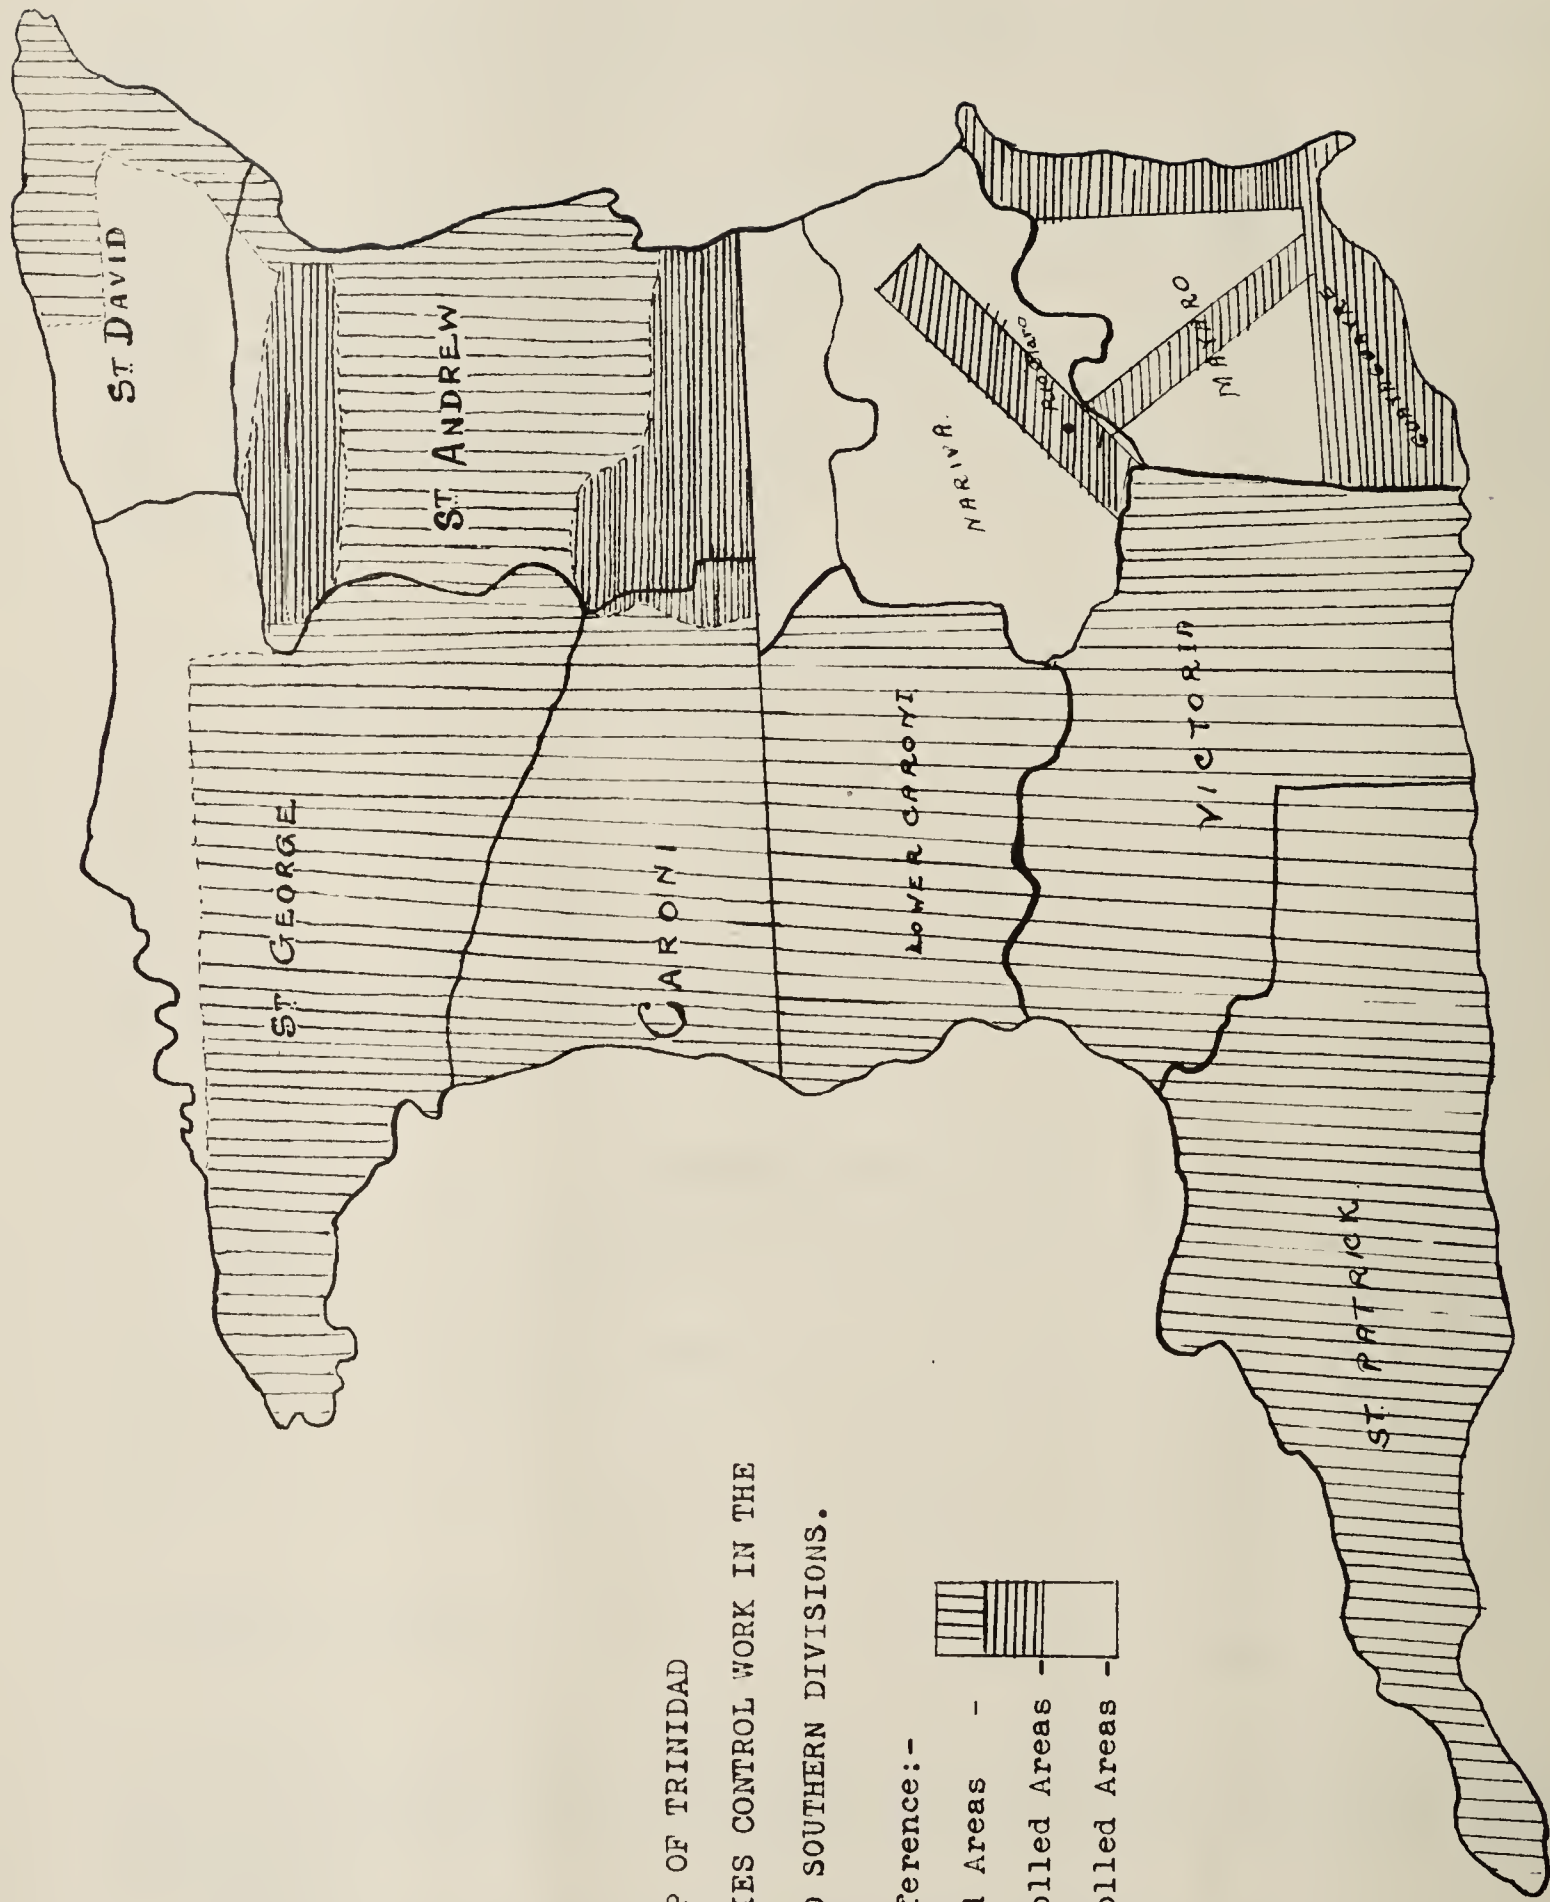 P OF TRINIDAD
IES CONTROL WORK IN THE
SOUTHERN DIVISIONS.
erence:-
Areas -
olled Areas -
olled Areas -
ST DAVID
ST ANDREW
ST GEORGE
CARONI
LOWER CARONI
NARIVA.
MAYARO
VICTORIA
ST. PATRICK.